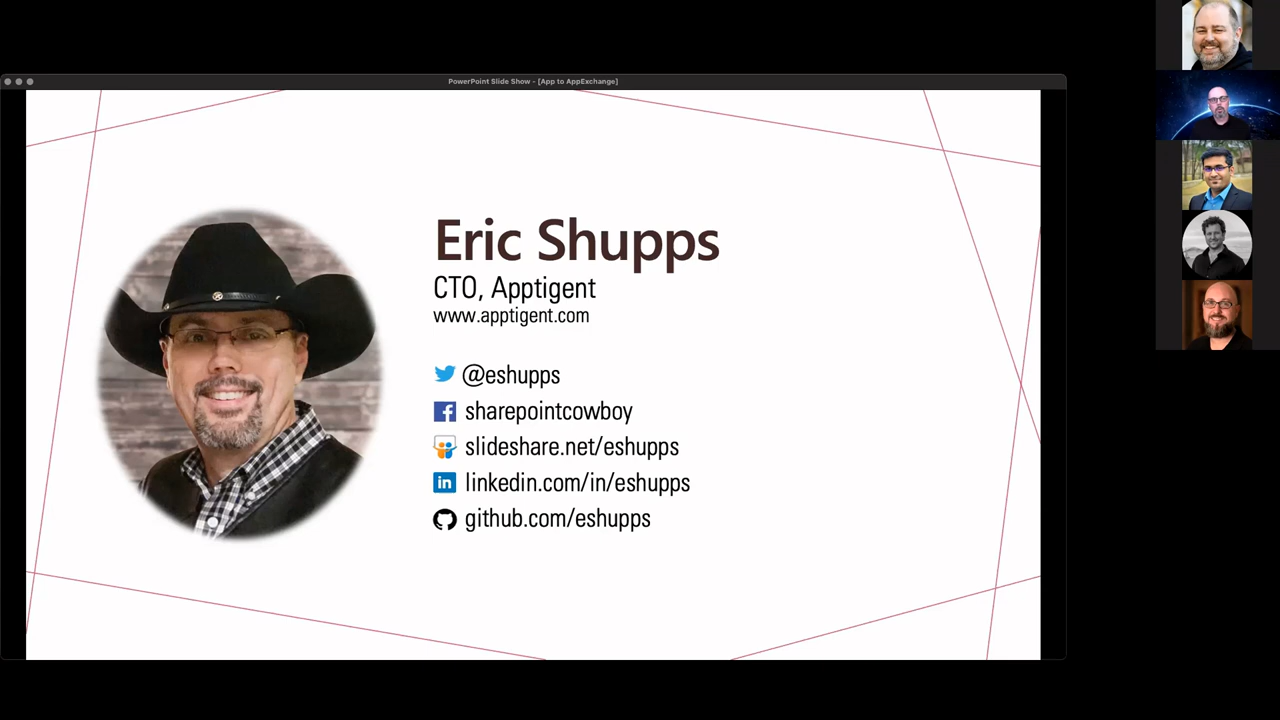 PowerPoint Slide Show - [App to AppExchange]
Eric Shupps
CTO, Apptigent
www.apptigent.com
@eshupps
sharepointcowboy
slideshare.net/eshupps
linkedin.com/in/eshupps
github.com/eshupps